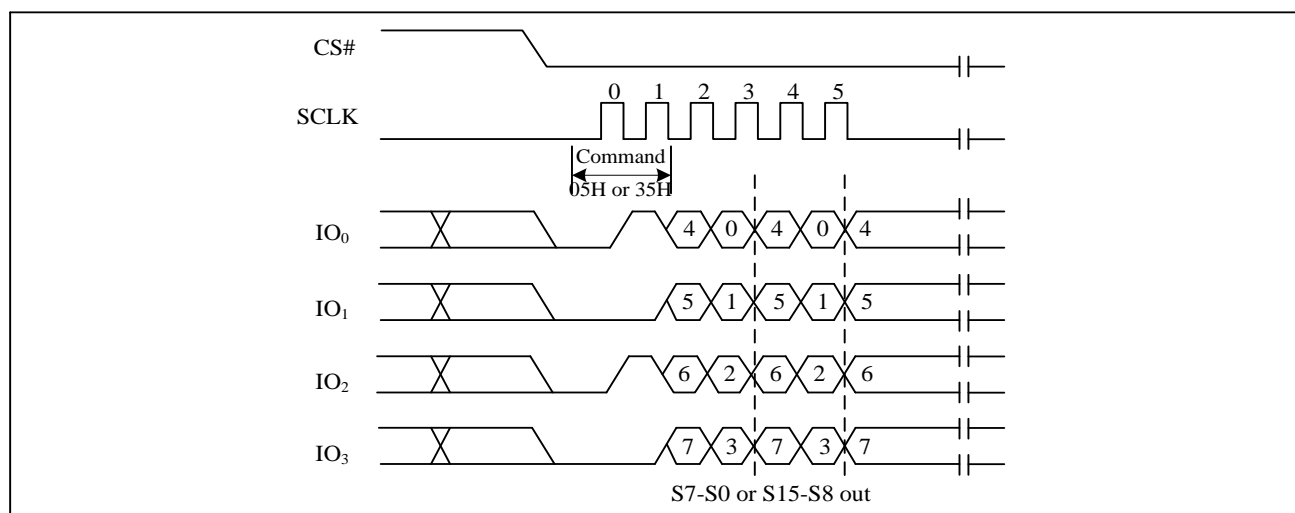 CS#
0 1 2 3 4 5
SCLK
Command
05H or 35H
IO₀ 4 0 4 0 4
IO₁ 5 1 5 1 5
IO₂ 6 2 6 2 6
IO₃ 7 3 7 3 7
S7-S0 or S15-S8 out